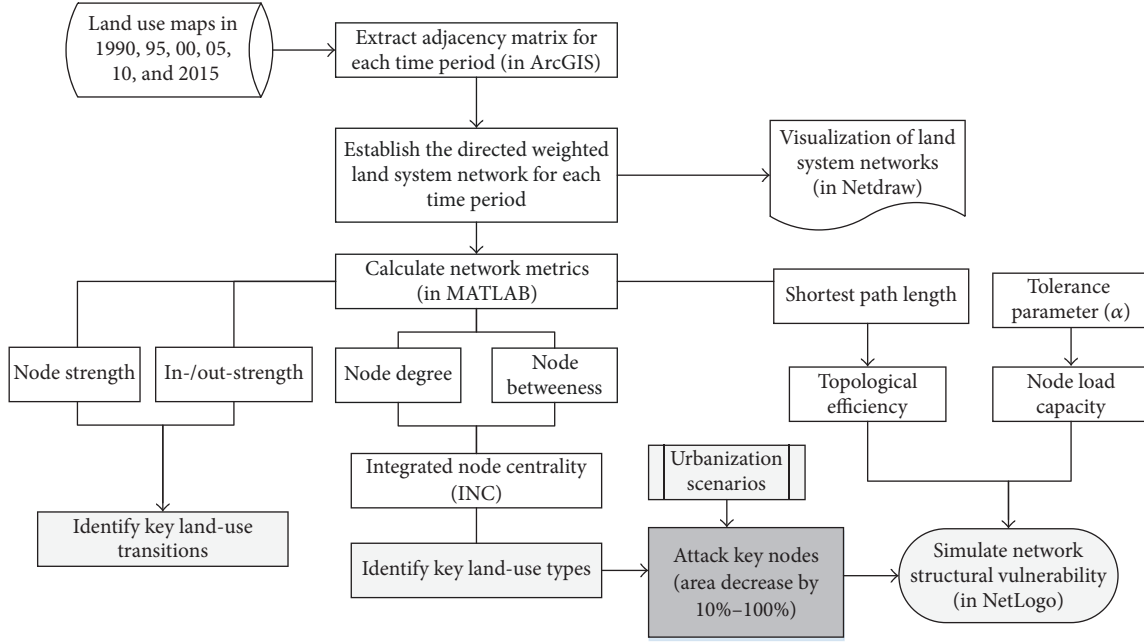 Land use maps in
1990, 95, 00, 05,
10, and 2015
Extract adjacency matrix for
each time period (in ArcGIS)
Establish the directed weighted
land system network for each
time period
Visualization of land
system networks
(in Netdraw)
Calculate network metrics
(in MATLAB)
Shortest path length
Tolerance
parameter (α)
Node strength
In-/out-strength
Node degree
Node
betweeness
Topological
efficiency
Node load
capacity
Integrated node centrality
(INC)
Urbanization
scenarios
Identify key land-use
transitions
Identify key land-use types
Attack key nodes
(area decrease by
10%–100%)
Simulate network
structural vulnerability
(in NetLogo)